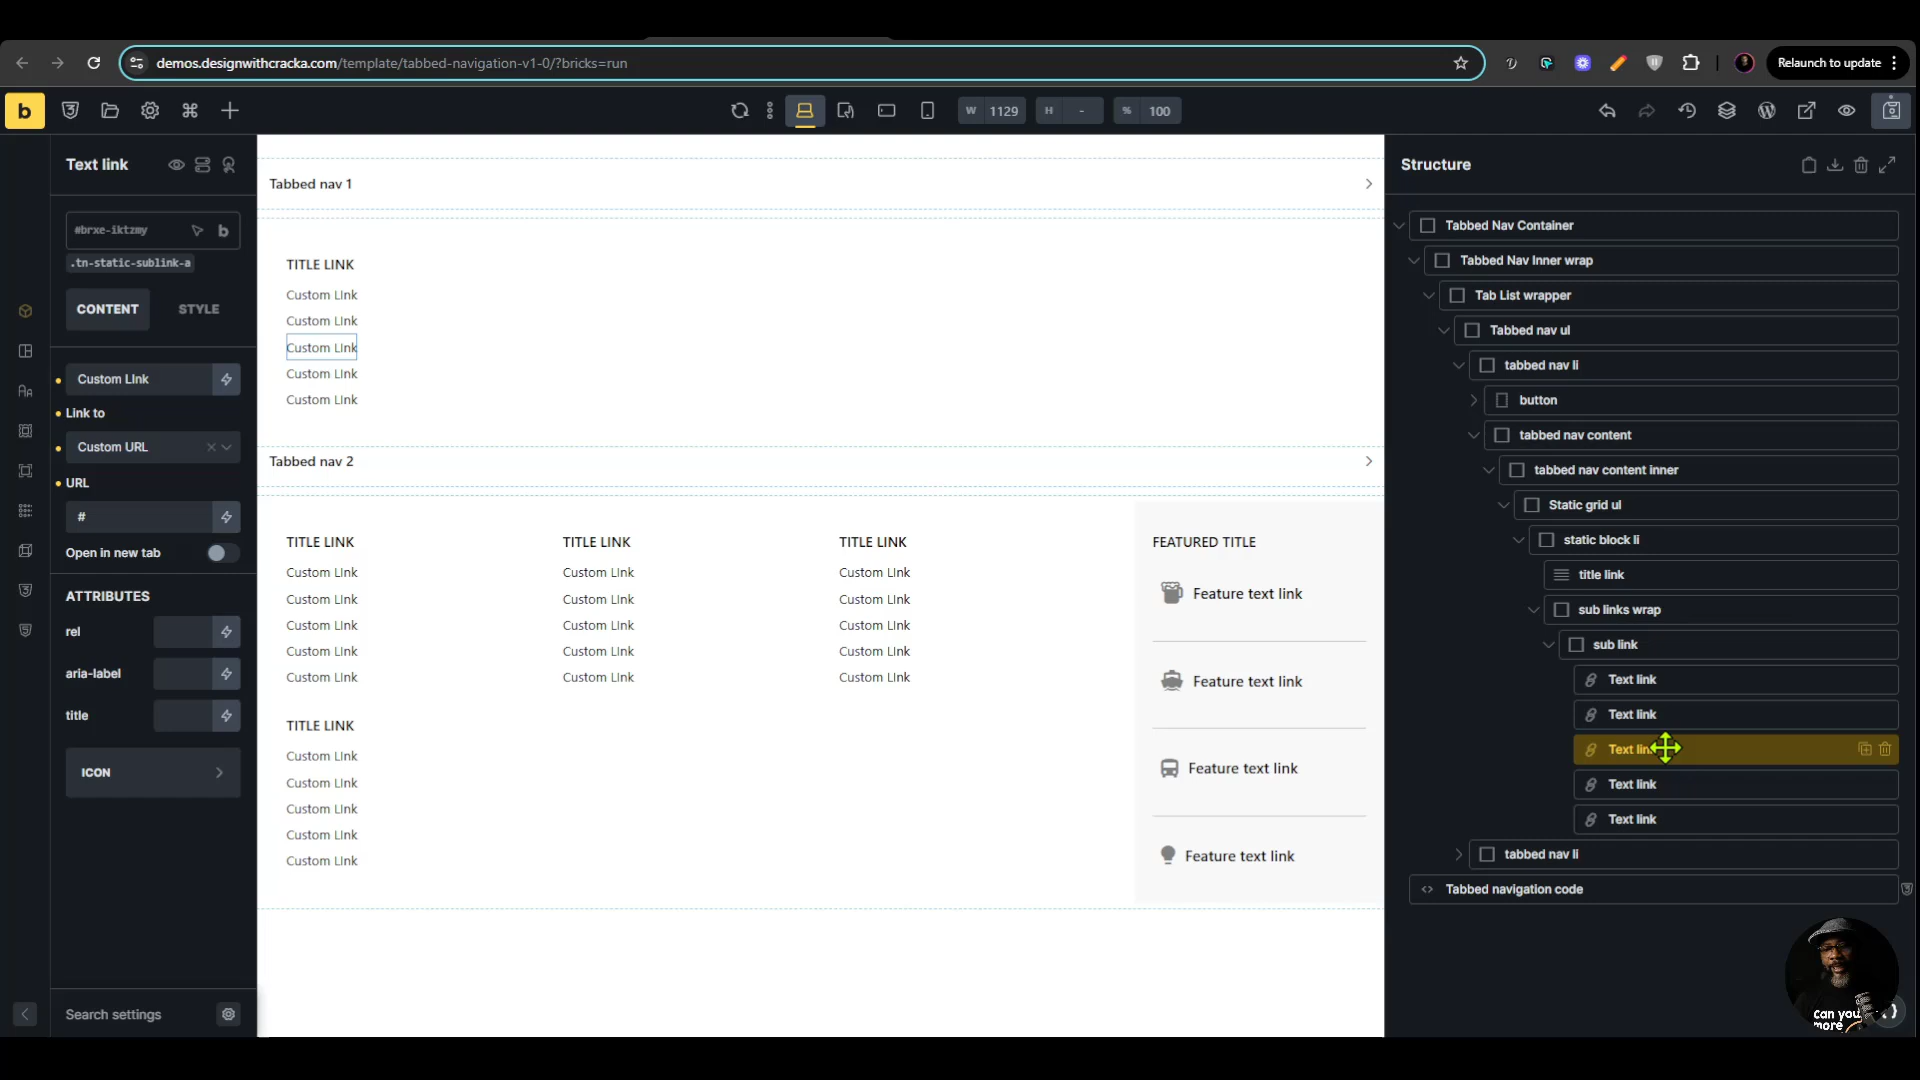 demos.designwithcracka.com/template/tabbed-navigation-v1-0/?bricks=run
Relaunch to update
b
W 1129
H -
% 100
Text link
#brxe-iktzmy
b
.tn-static-sublink-a
CONTENT
STYLE
Custom LInk
Link to
Custom URL
URL
#
Open in new tab
ATTRIBUTES
rel
aria-label
title
ICON
Search settings
Tabbed nav 1
TITLE LINK
Custom LInk
Custom LInk
Custom LInk
Custom LInk
Custom LInk
Tabbed nav 2
TITLE LINK
Custom LInk
Custom LInk
Custom LInk
Custom LInk
Custom LInk
TITLE LINK
Custom LInk
Custom LInk
Custom LInk
Custom LInk
Custom LInk
TITLE LINK
Custom LInk
Custom LInk
Custom LInk
Custom LInk
Custom LInk
TITLE LINK
Custom LInk
Custom LInk
Custom LInk
Custom LInk
Custom LInk
FEATURED TITLE
Feature text link
Feature text link
Feature text link
Feature text link
Structure
Tabbed Nav Container
Tabbed Nav Inner wrap
Tab List wrapper
Tabbed nav ul
tabbed nav li
button
tabbed nav content
tabbed nav content inner
Static grid ul
static block li
title link
sub links wrap
sub link
Text link
Text link
Text
Text link
Text link
tabbed nav li
Tabbed navigation code
can you
more